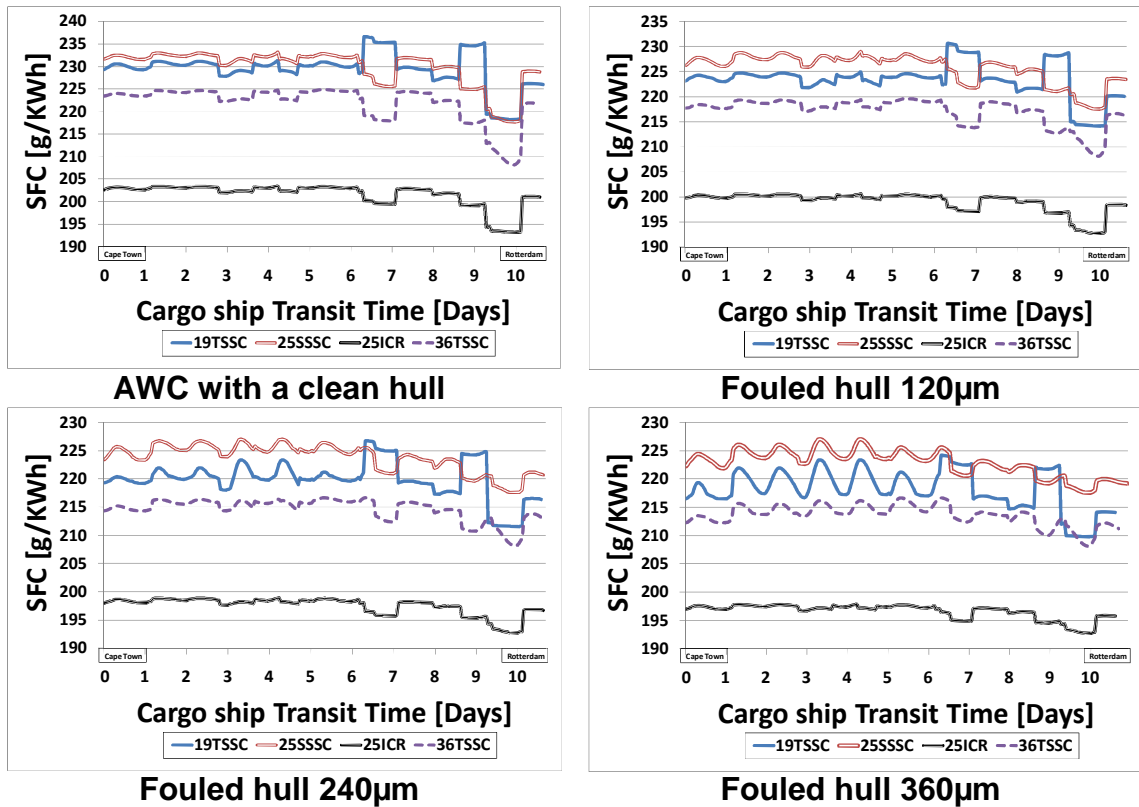 SFC [g/KWh]
240
235
230
225
220
215
210
205
200
195
190
Cape Town
Rotterdam
0 1 2 3 4 5 6 7 8 9 10
Cargo ship Transit Time [Days]
19TSSC 25SSSC 25ICR 36TSSC
AWC with a clean hull
SFC [g/KWh]
235
230
225
220
215
210
205
200
195
190
Cape Town
Rotterdam
0 1 2 3 4 5 6 7 8 9 10
Cargo ship Transit Time [Days]
19TSSC 25SSSC 25ICR 36TSSC
Fouled hull 120µm
SFC [g/KWh]
230
225
220
215
210
205
200
195
190
Cape Town
Rotterdam
0 1 2 3 4 5 6 7 8 9 10
Cargo ship Transit Time [Days]
19TSSC 25SSSC 25ICR 36TSSC
Fouled hull 240µm
SFC [g/KWh]
230
225
220
215
210
205
200
195
190
Cape Town
Rotterdam
0 1 2 3 4 5 6 7 8 9 10
Cargo ship Transit Time [Days]
19TSSC 25SSSC 25ICR 36TSSC
Fouled hull 360µm